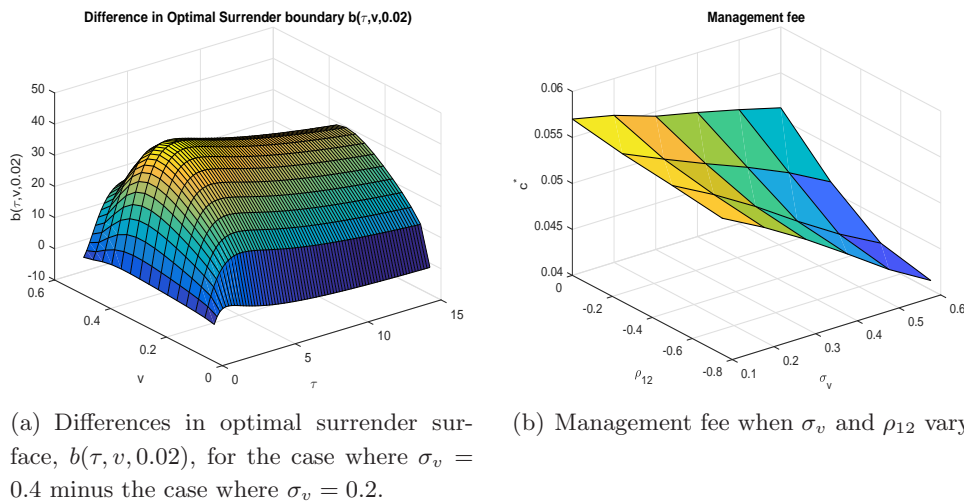 Difference in Optimal Surrender boundary b(τ,v,0.02)
50
40
30
20
10
0
-10
b(τ,v,0.02)
0.6
0.4
0.2
0
v
0
5
10
15
τ
Management fee
0.06
0.055
0.05
0.045
0.04
c*
0
-0.2
-0.4
-0.6
-0.8
ρ12
0.1
0.2
0.3
0.4
0.5
0.6
σv
(a) Differences in optimal surrender sur-
face, b(τ, v, 0.02), for the case where σv =
0.4 minus the case where σv = 0.2.
(b) Management fee when σv and ρ12 vary